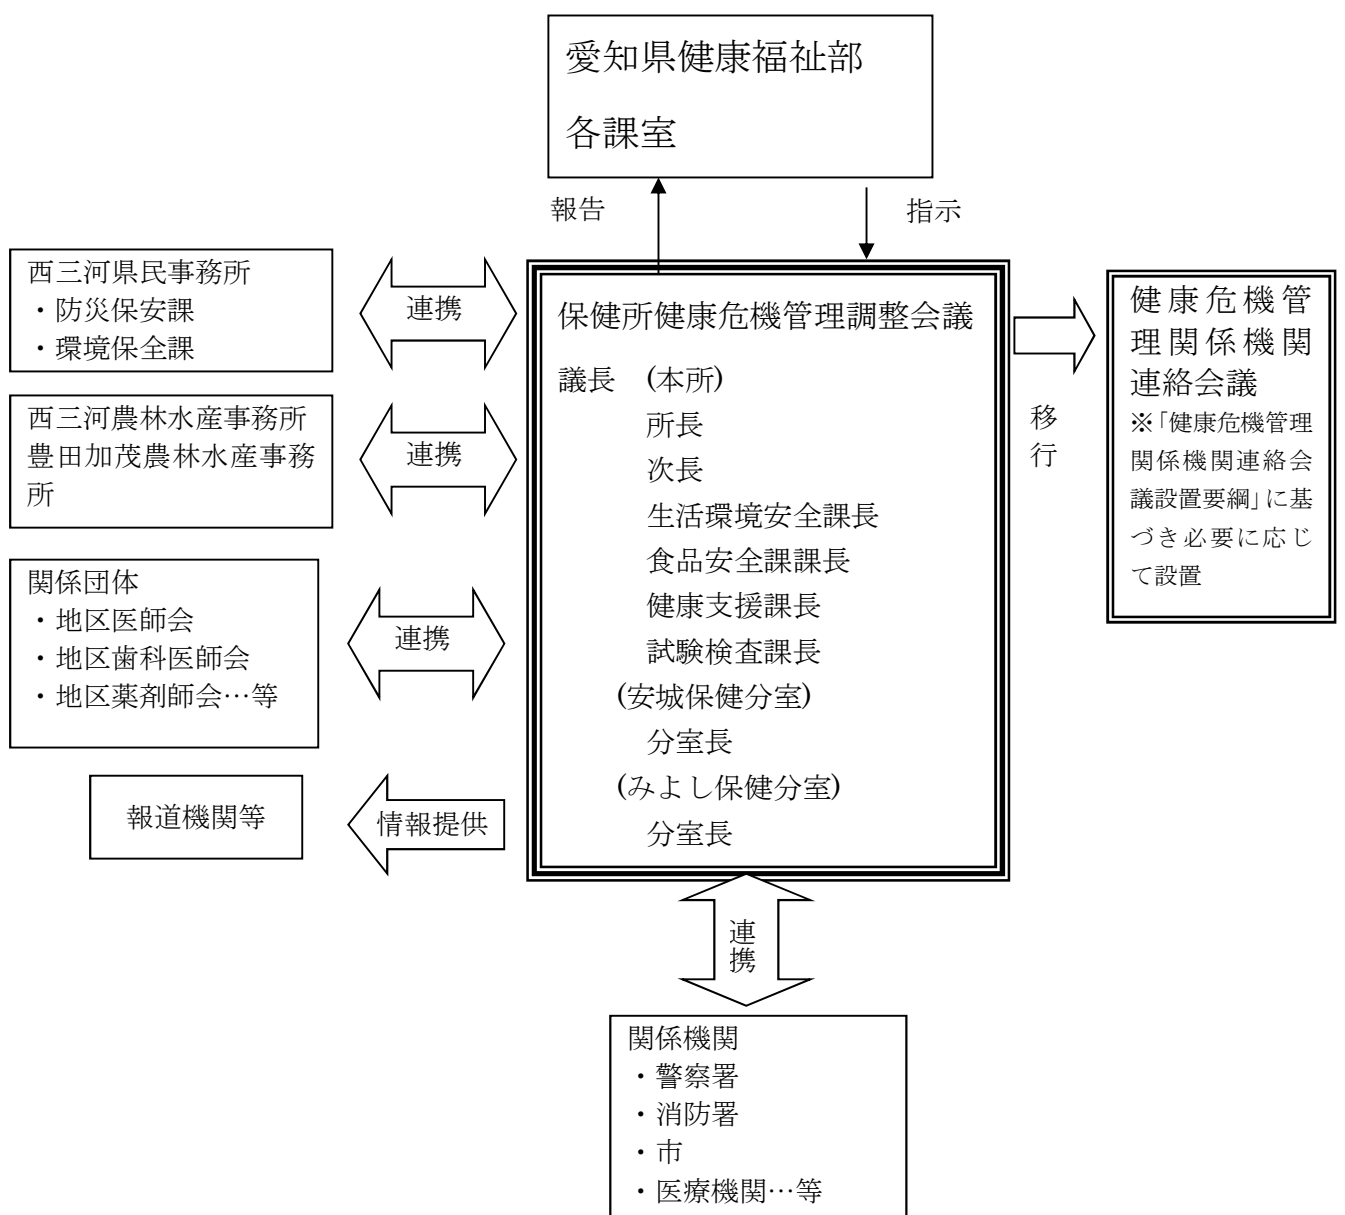 愛知県健康福祉部
各課室
報告
指示
西三河県民事務所
・防災保安課
・環境保全課
連携
西三河農林水産事務所
豊田加茂農林水産事務
所
連携
関係団体
・地区医師会
・地区歯科医師会
・地区薬剤師会…等
連携
報道機関等
情報提供
保健所健康危機管理調整会議
議長 (本所)
所長
次長
生活環境安全課長
食品安全課課長
健康支援課長
試験検査課長
(安城保健分室)
分室長
(みよし保健分室)
分室長
移
行
健康危機管
理関係機関
連絡会議
※「健康危機管理
関係機関連絡会
議設置要綱」に基
づき必要に応じ
て設置
連
携
関係機関
・警察署
・消防署
・市
・医療機関…等